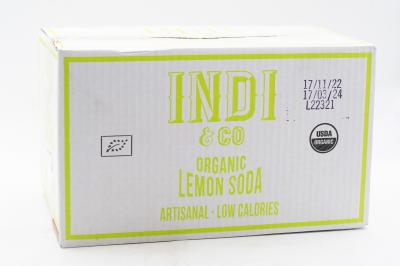 INDI
& CO
ORGANIC
LEMON SODA
ARTISANAL - LOW CALORIES
17/11/22
17/03/24
L22321
USDA
ORGANIC